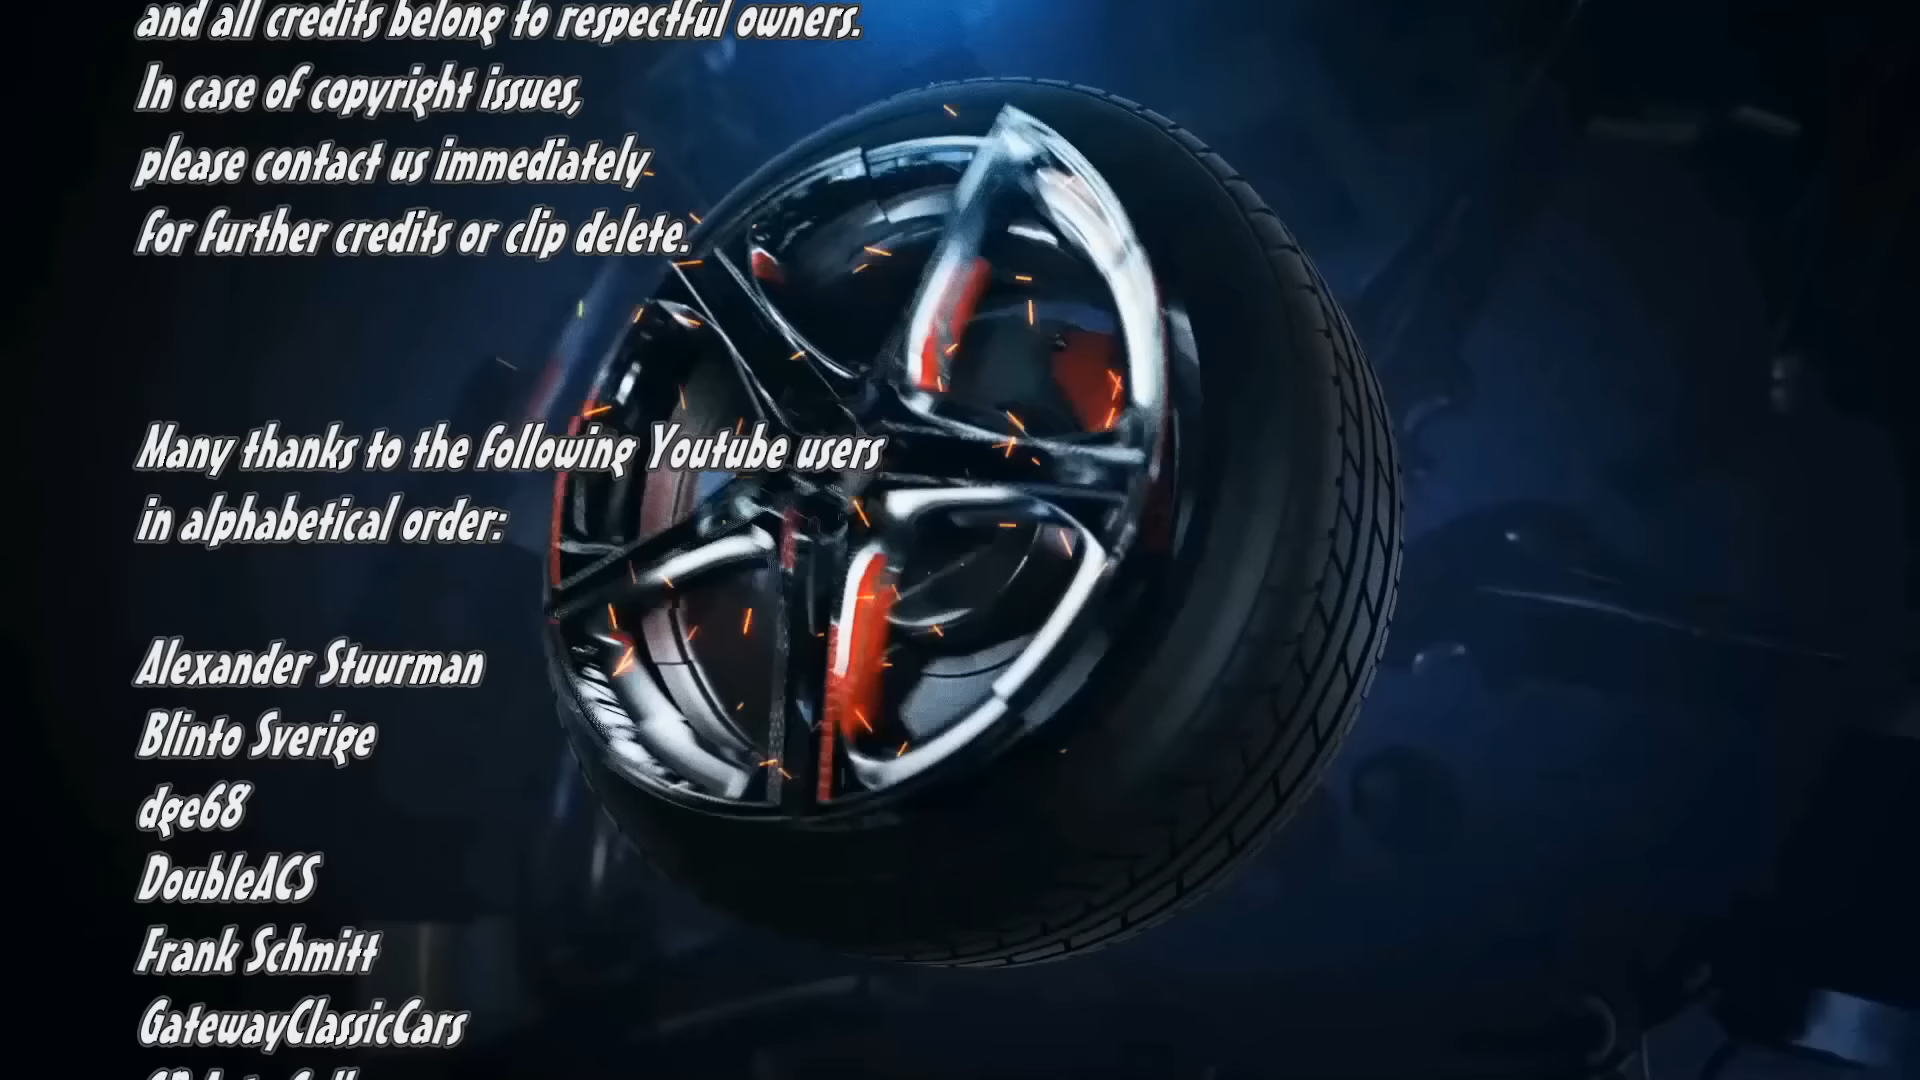 and all credits belong to respectful owners.
In case of copyright issues,
please contact us immediately
for further credits or clip delete.
Many thanks to the following Youtube users
in alphabetical order:
Alexander Stuurman
Blinto Sverige
dge68
DoubleACS
Frank Schmitt
GatewayClassicCars